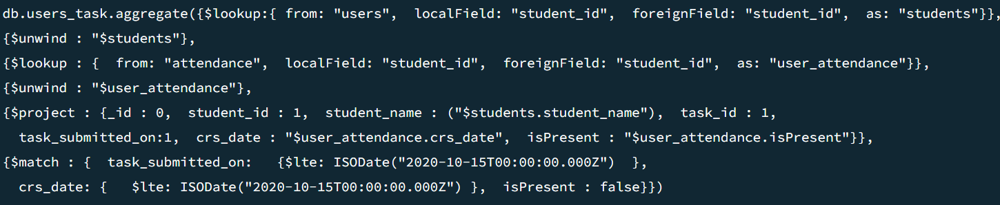 db.users_task.aggregate({$lookup:{ from: "users",  localField: "student_id",  foreignField: "student_id",  as: "students"}},
{$unwind : "$students"},
{$lookup : {  from: "attendance",  localField: "student_id",  foreignField: "student_id",  as: "user_attendance"}},
{$unwind : "$user_attendance"},
{$project : {_id : 0,  student_id : 1,  student_name : ("$students.student_name"),  task_id : 1,
  task_submitted_on:1,  crs_date : "$user_attendance.crs_date",  isPresent : "$user_attendance.isPresent"}},
{$match : {  task_submitted_on:   {$lte: ISODate("2020-10-15T00:00:00.000Z")  },
  crs_date: {   $lte: ISODate("2020-10-15T00:00:00.000Z") },  isPresent : false}})